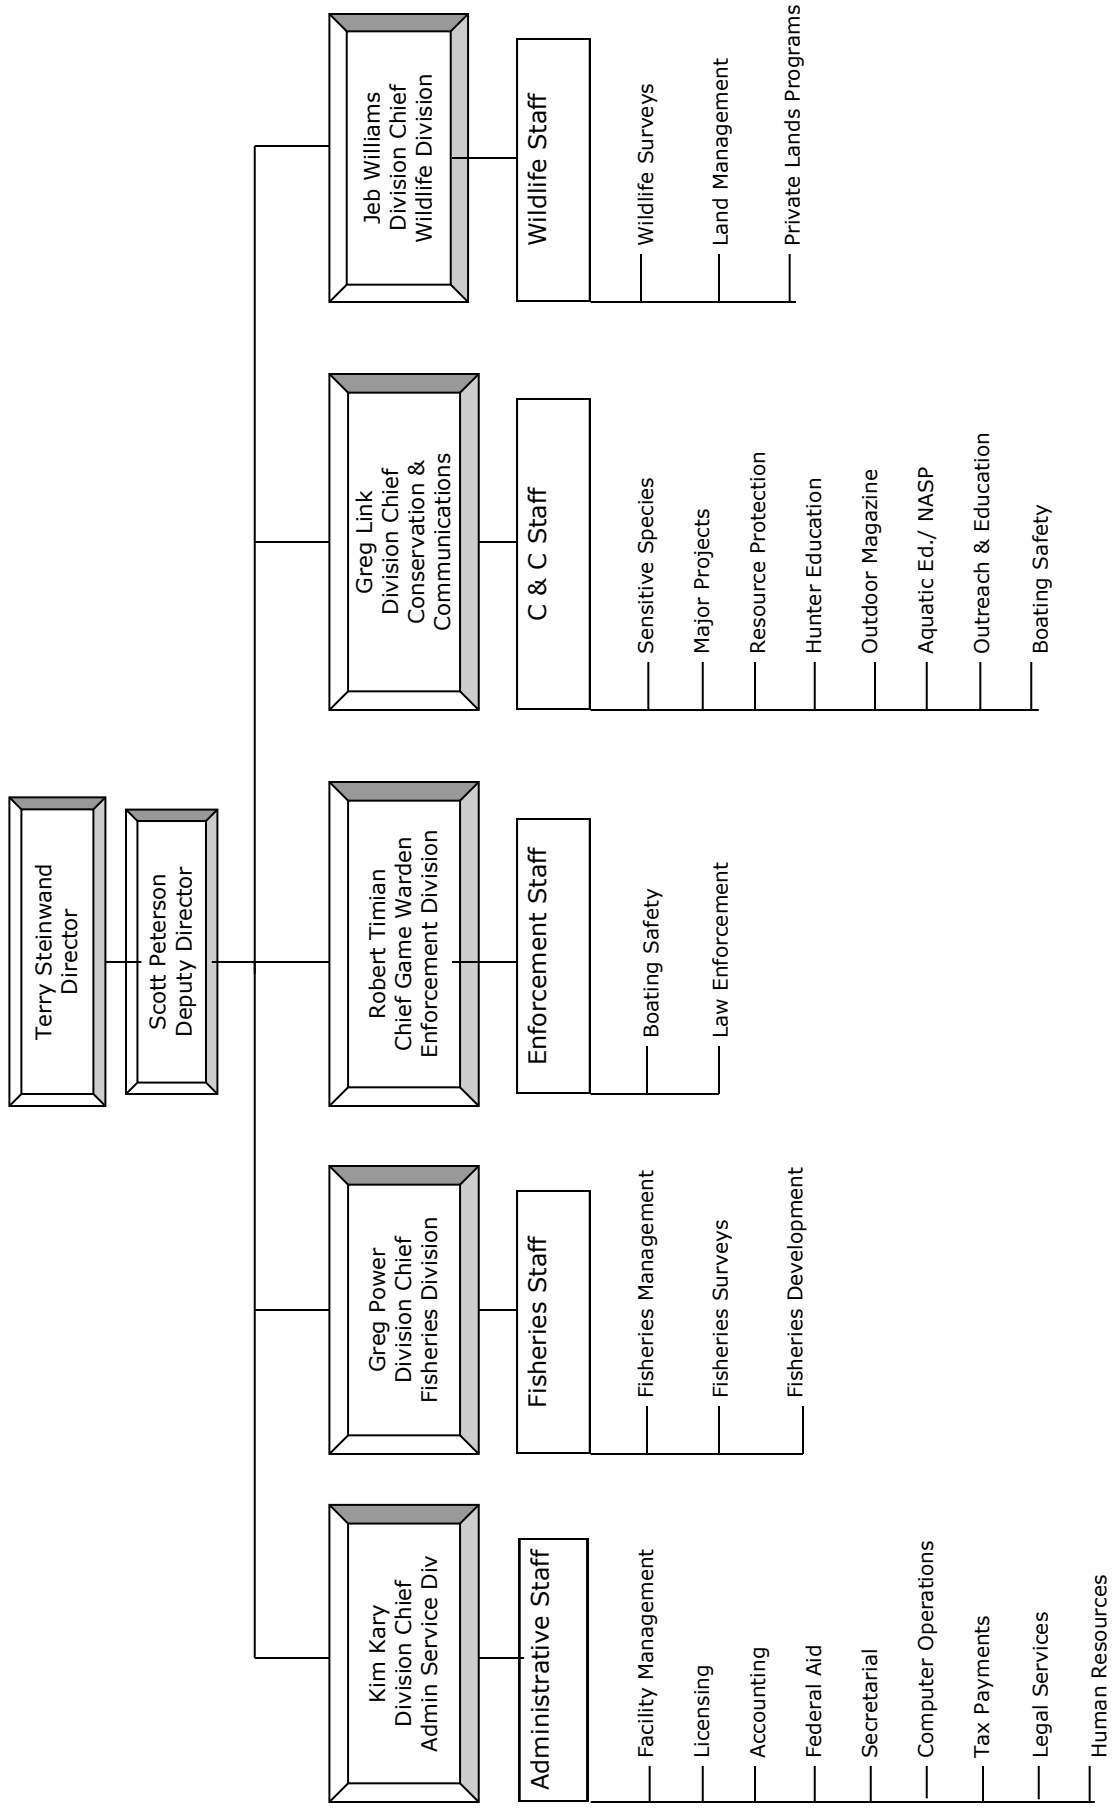 Terry Steinwand
Director
Scott Peterson
Deputy Director
Kim Kary
Division Chief
Admin Service Div
Administrative Staff
Facility Management
Licensing
Accounting
Federal Aid
Secretarial
Computer Operations
Tax Payments
Legal Services
Human Resources
Greg Power
Division Chief
Fisheries Division
Fisheries Staff
Fisheries Management
Fisheries Surveys
Fisheries Development
Robert Timian
Chief Game Warden
Enforcement Division
Enforcement Staff
Boating Safety
Law Enforcement
Greg Link
Division Chief
Conservation &
Communications
C & C Staff
Sensitive Species
Major Projects
Resource Protection
Hunter Education
Outdoor Magazine
Aquatic Ed./ NASP
Outreach & Education
Boating Safety
Jeb Williams
Division Chief
Wildlife Division
Wildlife Staff
Wildlife Surveys
Land Management
Private Lands Programs